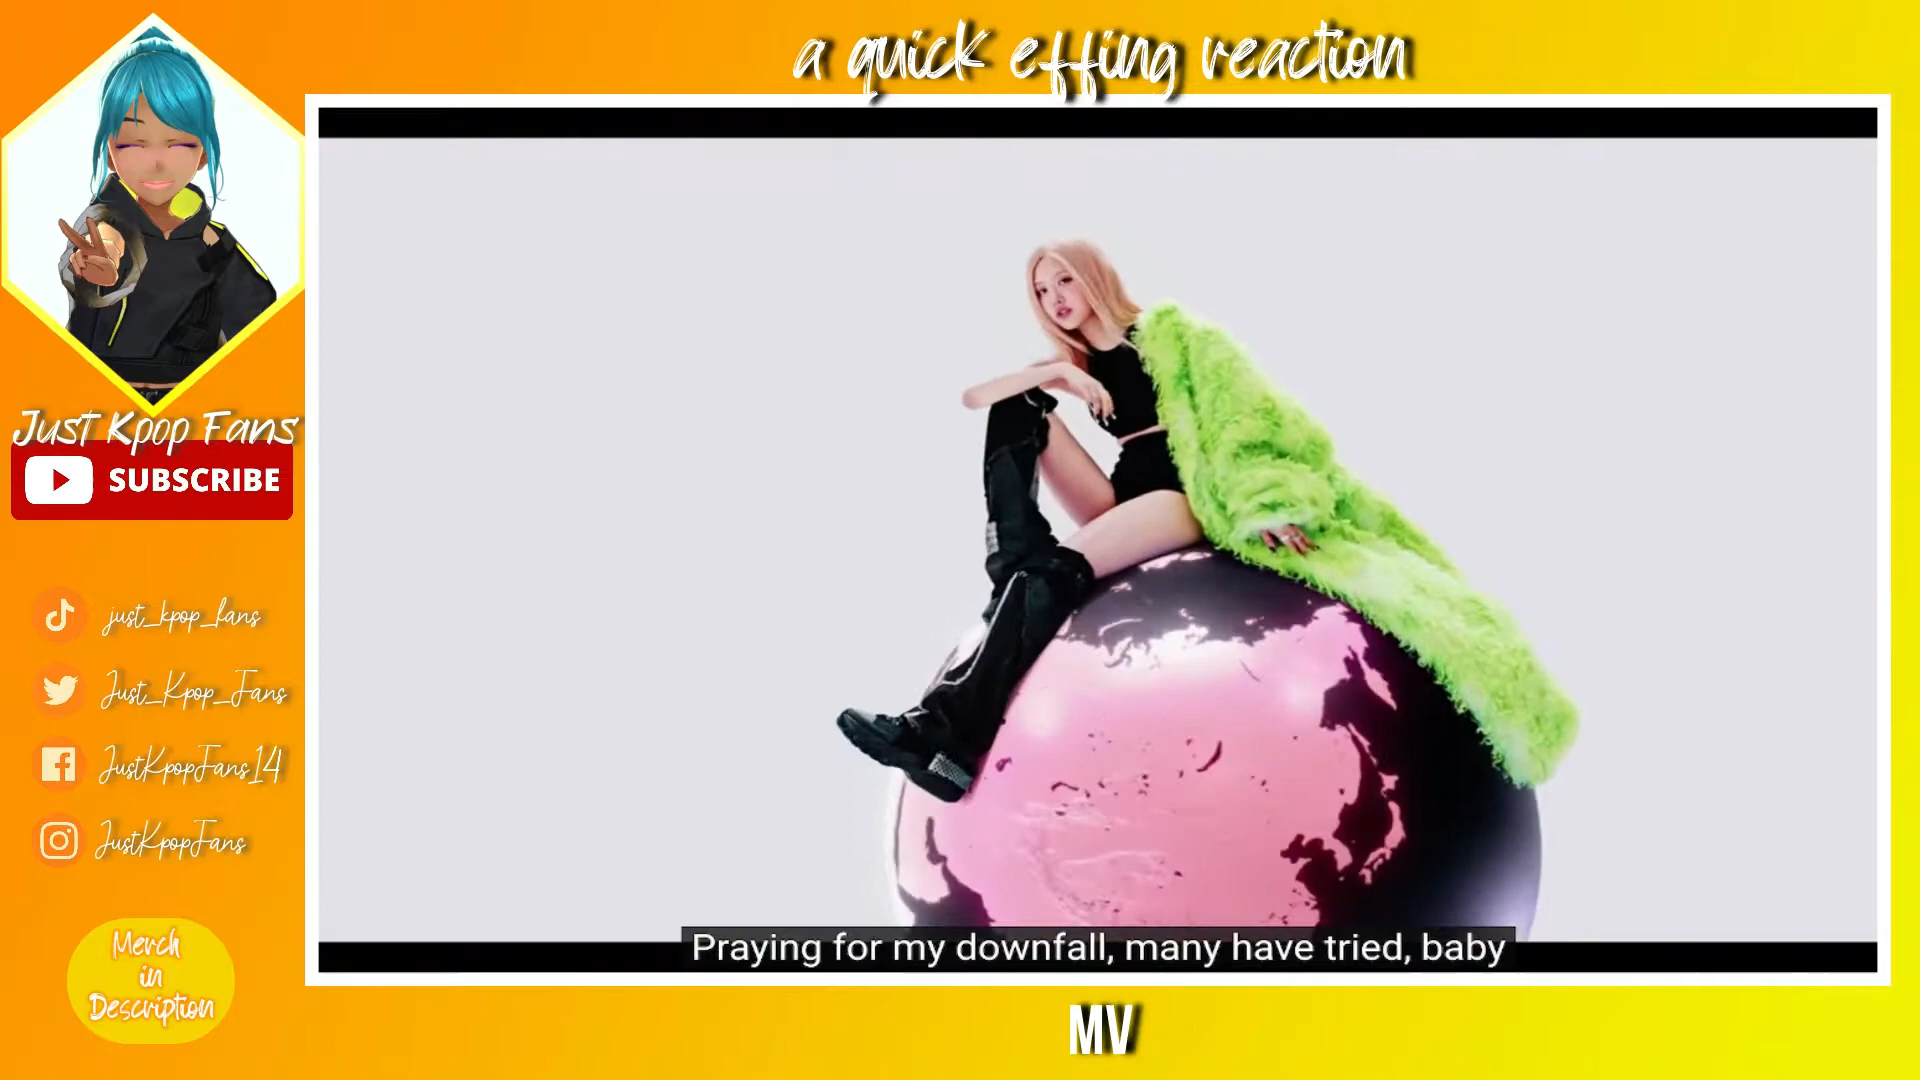 a quick effing reaction
Just Kpop Fans
SUBSCRIBE
just_kpop_fans
Just_Kpop_Fans
JustKpopFans14
JustKpopFans
Merch
in
Description
Praying for my downfall, many have tried, baby
MV